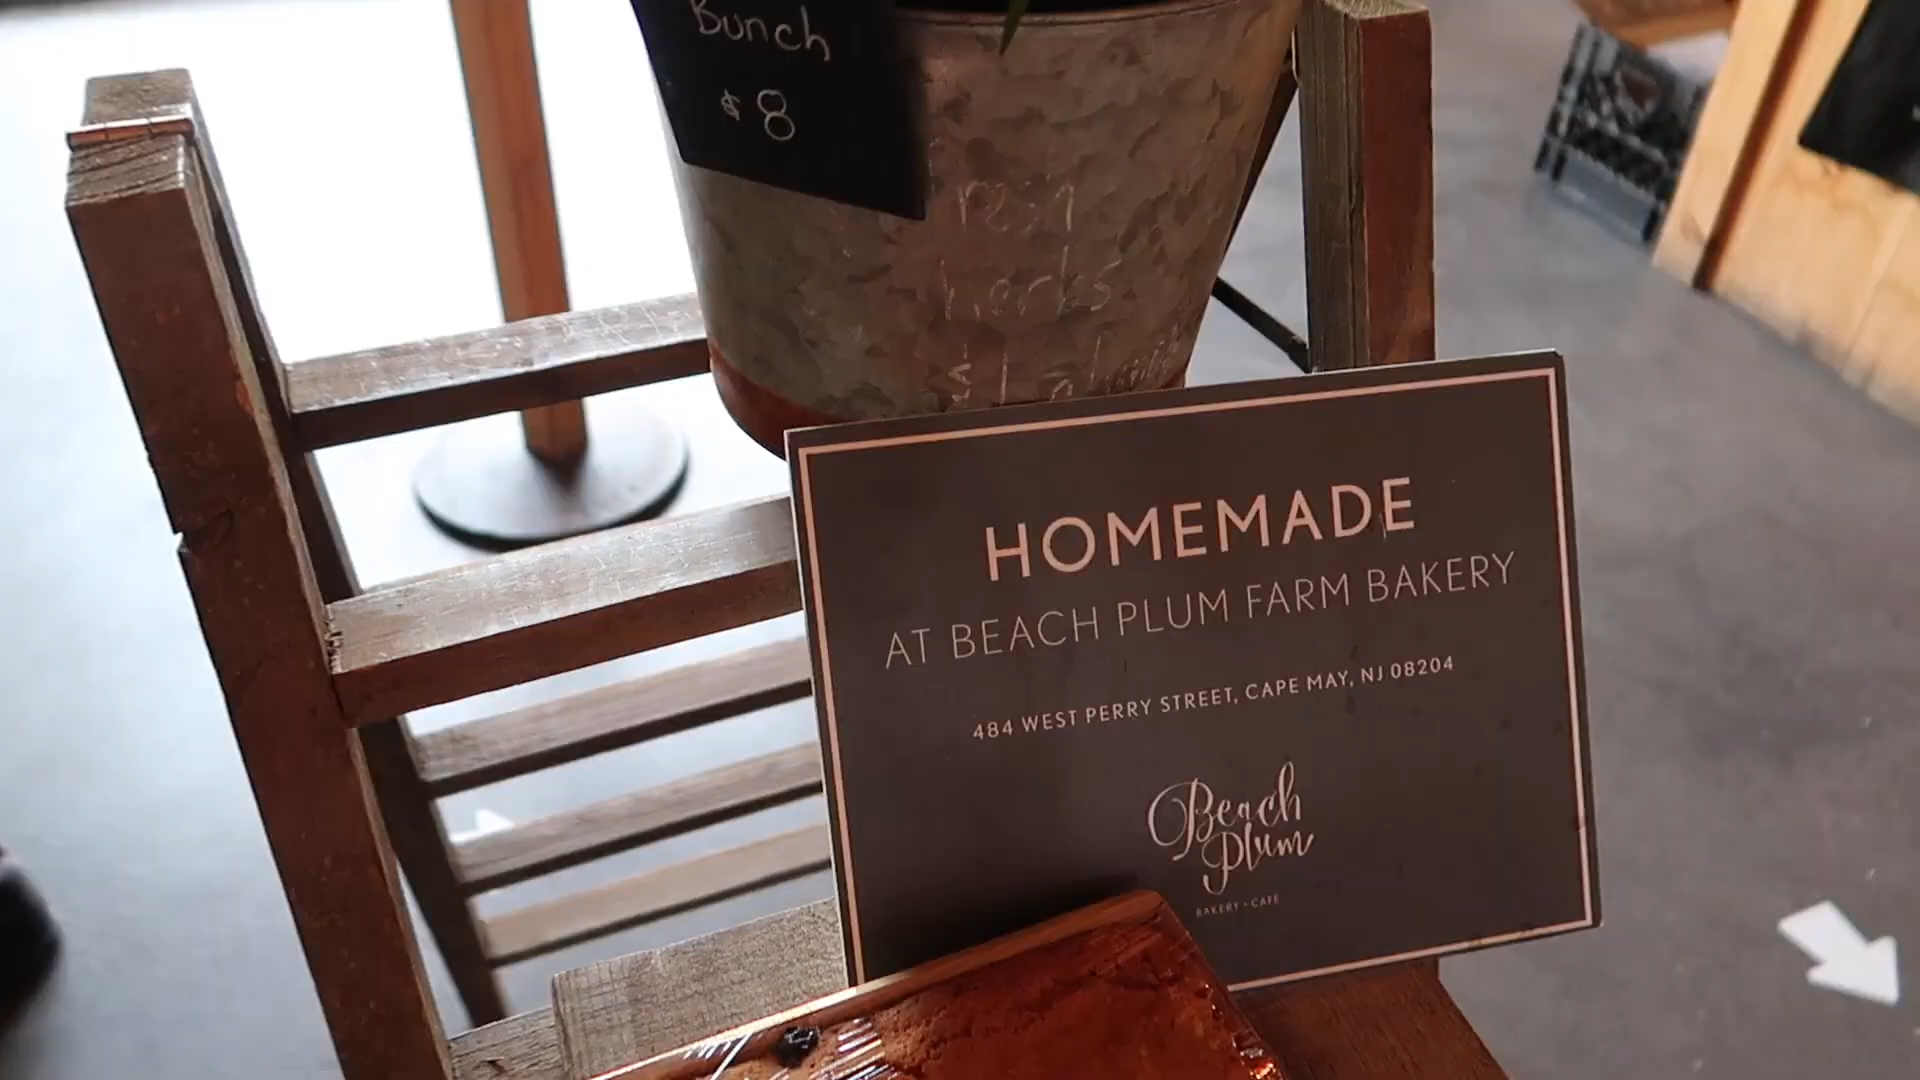 Bunch
$8
herks
HOMEMADE
AT BEACH PLUM FARM BAKERY
484 WEST PERRY STREET, CAPE MAY, NJ 08204
Beach
Plum
BAKERY • CAFE